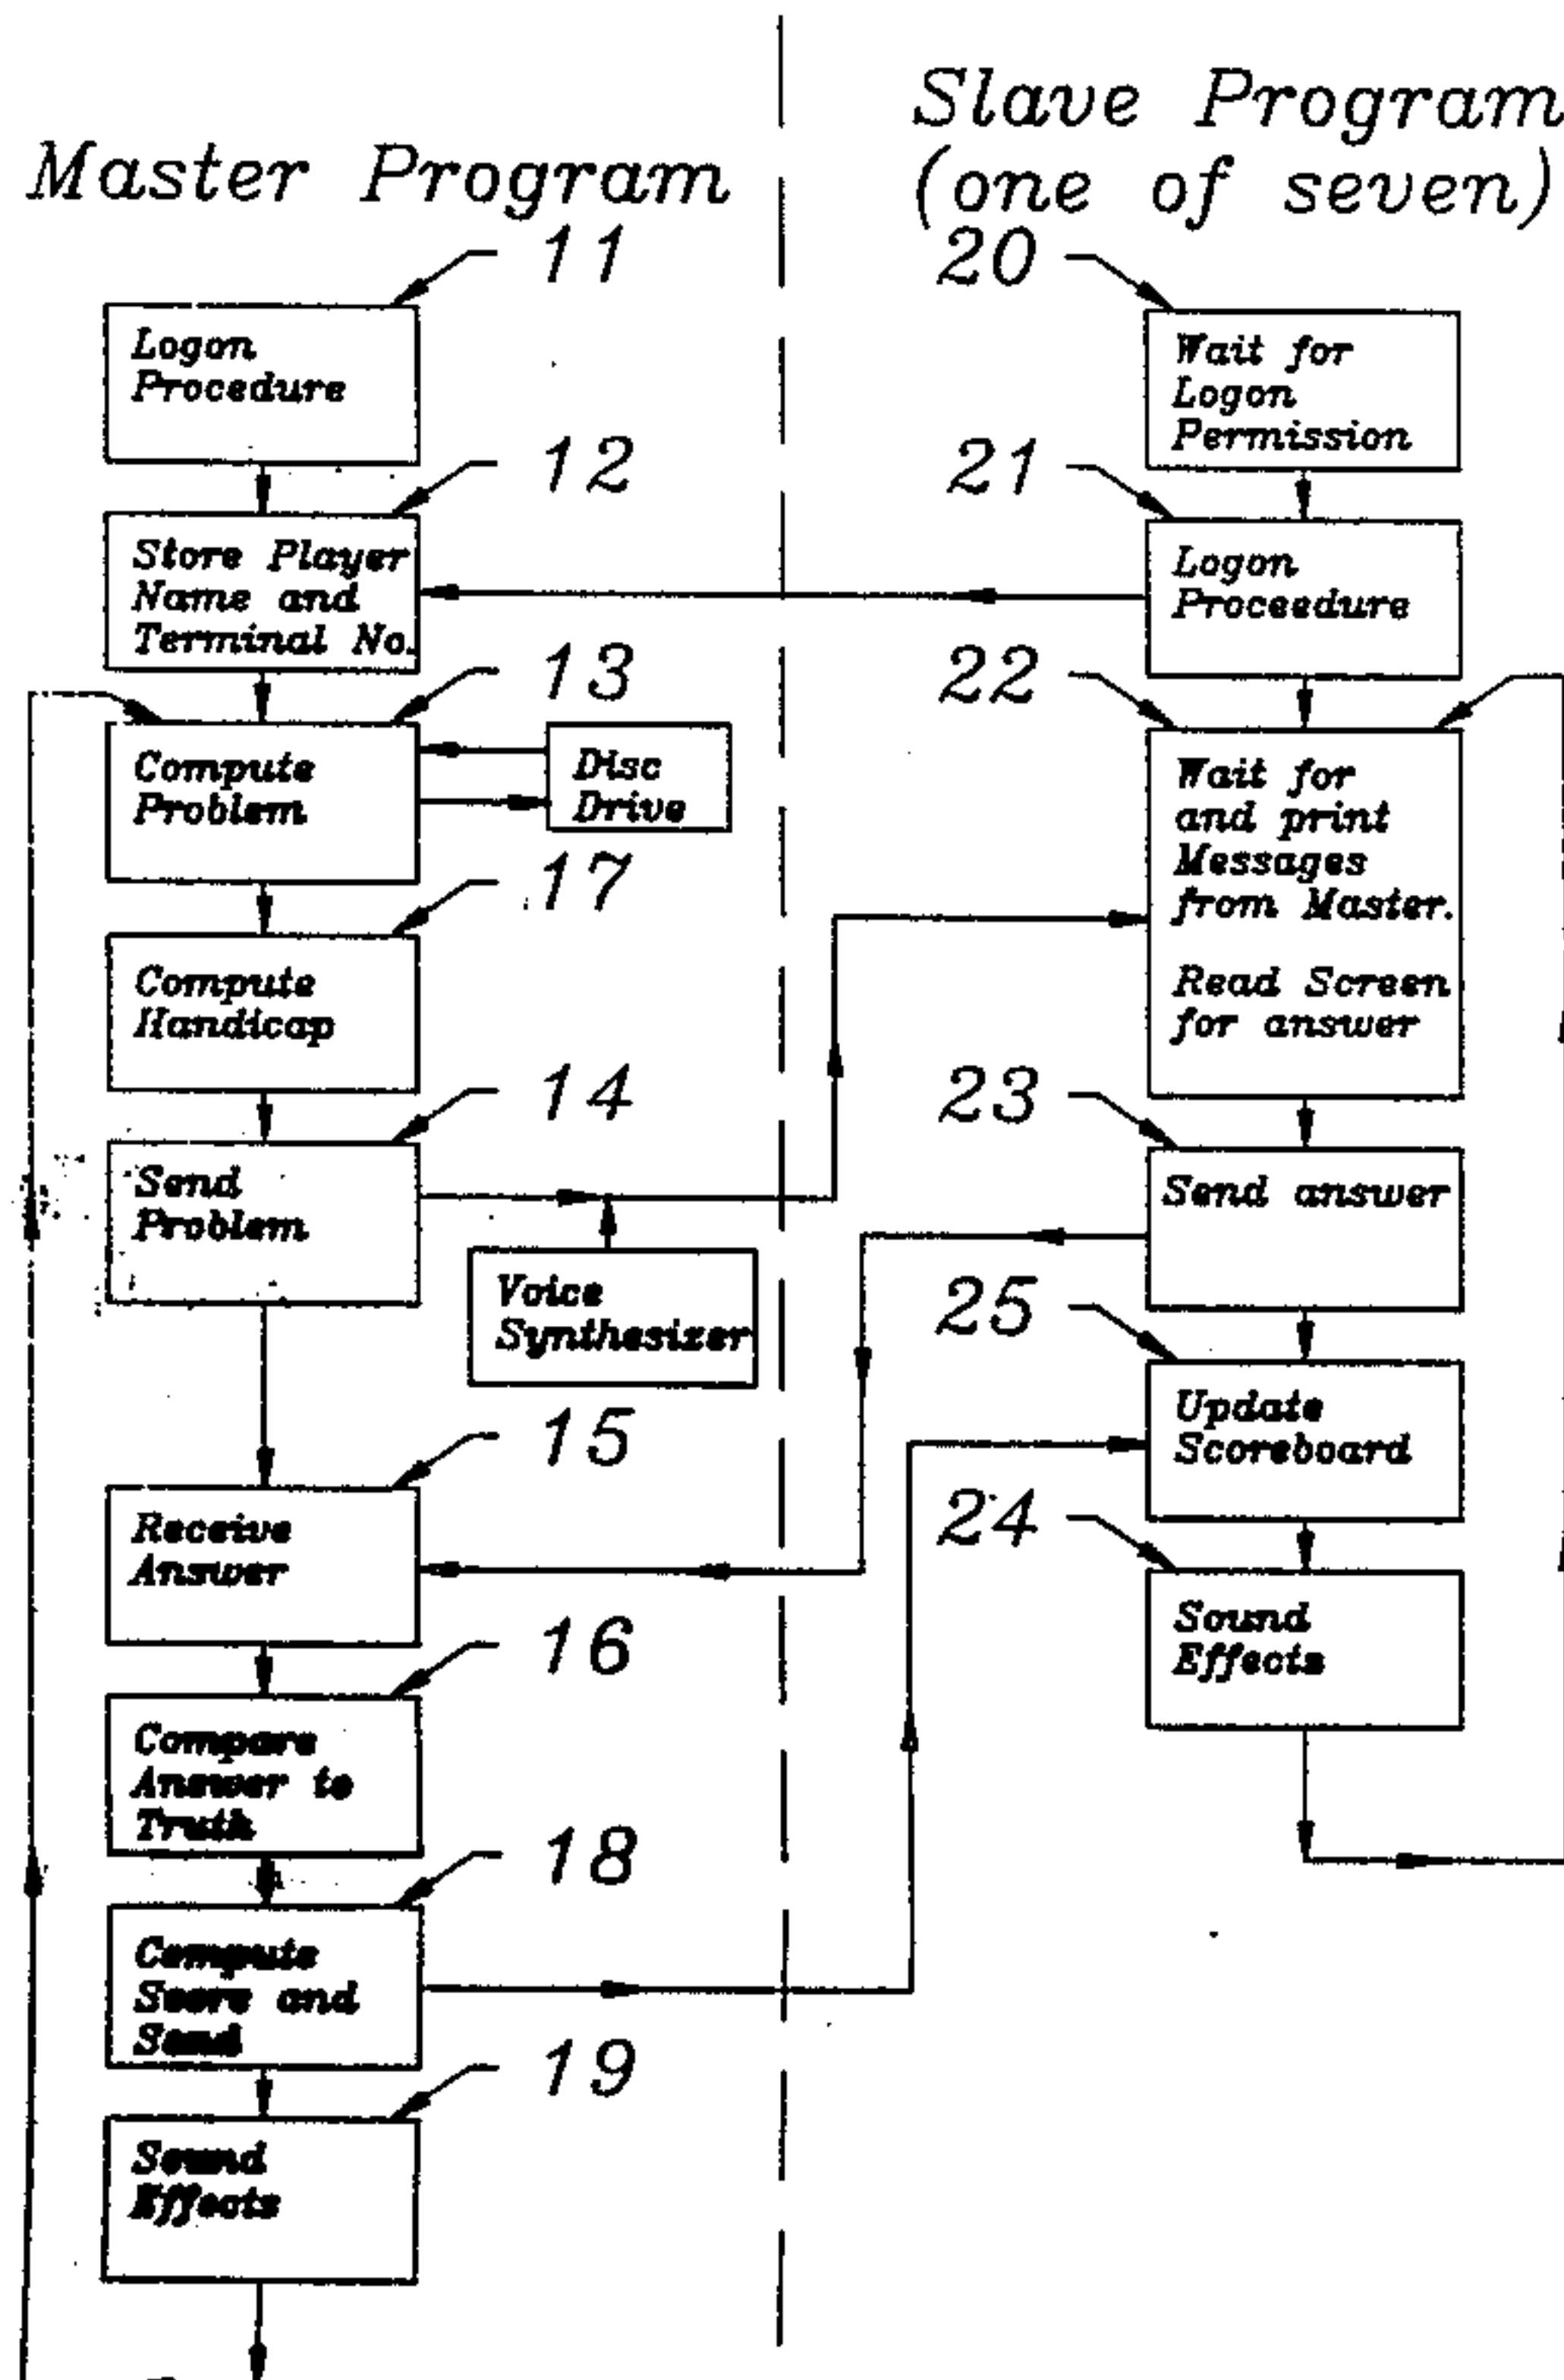 Master Program
11
Logon
Procedure
12
Store Player
Name and
Terminal No.
13
Compute
Problem
Disc
Drive
17
Compute
Handicap
14
Send
Problem
Voice
Synthesizer
15
Receive
Answer
16
Compare
Answer to
Truth
18
Compute
Score and
Send
19
Sound
Effects
Slave Program
(one of seven)
20
Wait for
Logon
Permission
21
Logon
Proceedure
22
Wait for
and print
Messages
from Master.
Read Screen
for answer
23
Send answer
25
Update
Scoreboard
24
Sound
Effects